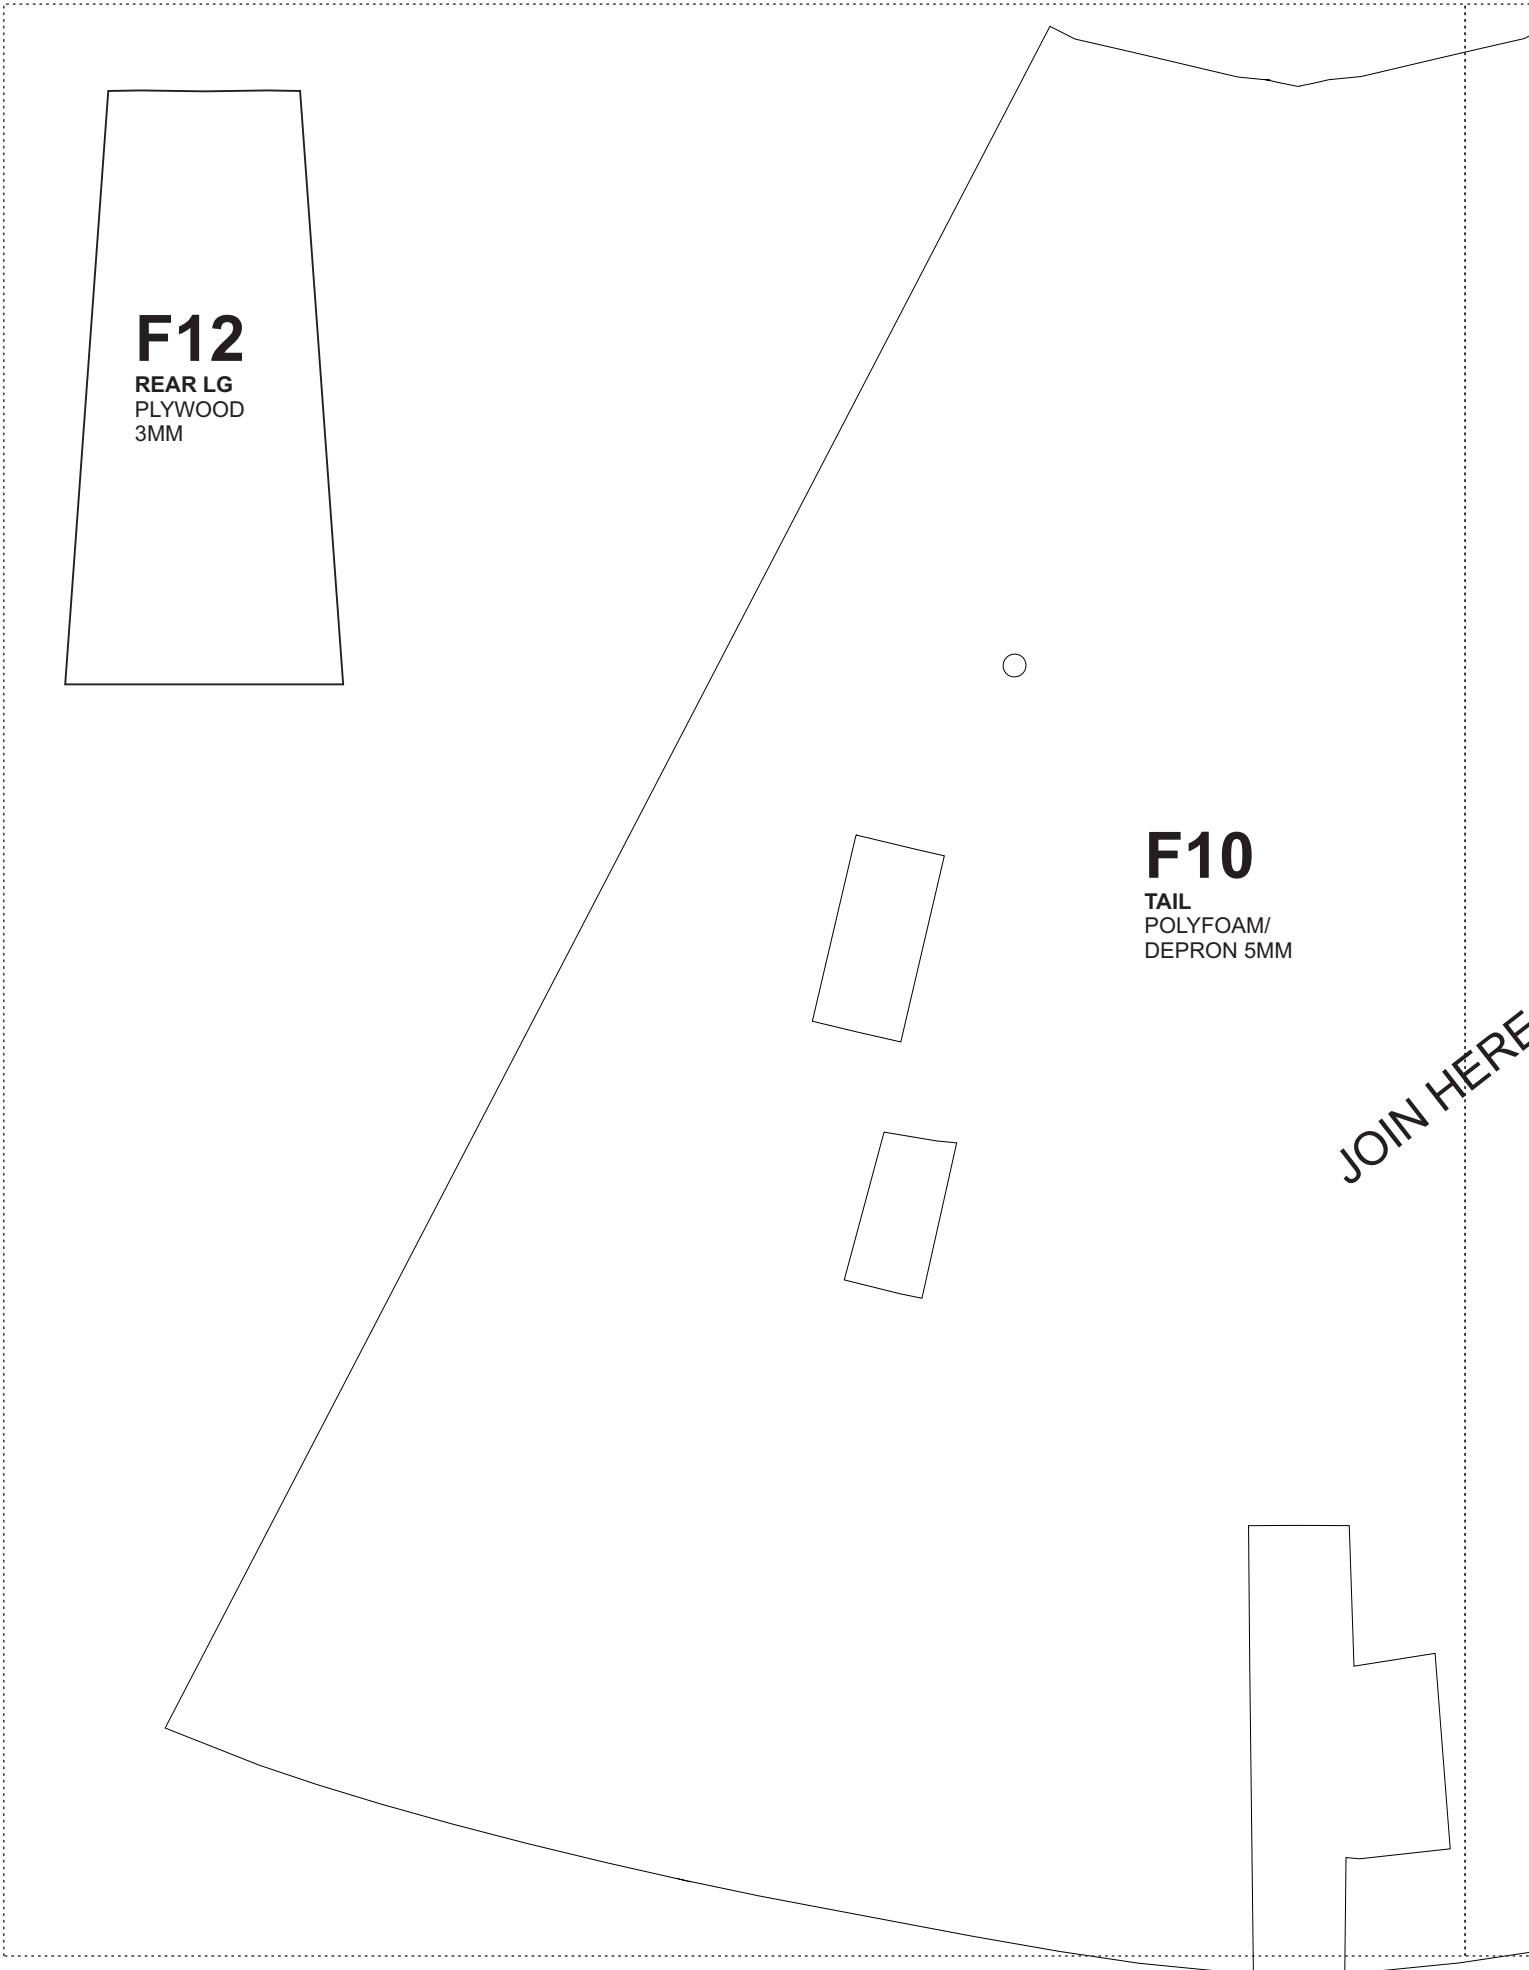 F12
REAR LG
PLYWOOD
3MM
F10
TAIL
POLYFOAM/
DEPRON 5MM
JOIN HERE